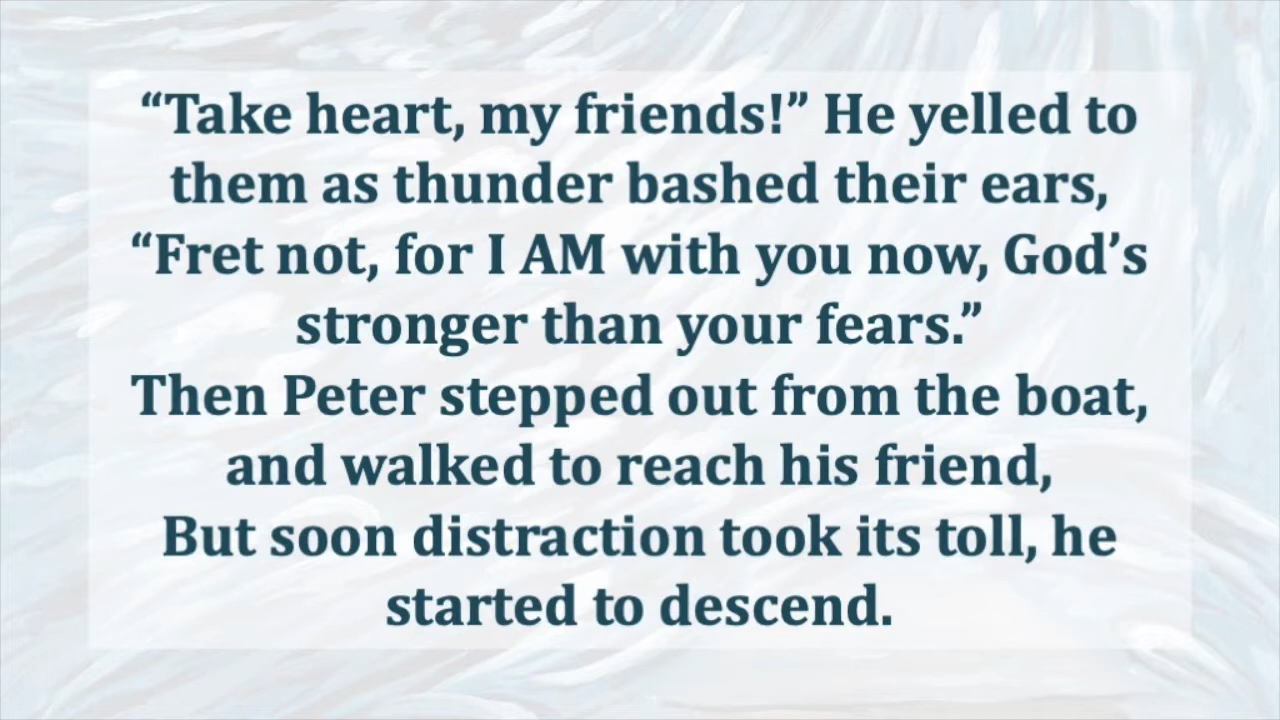 “Take heart, my friends!” He yelled to
them as thunder bashed their ears,
“Fret not, for I AM with you now, God’s
stronger than your fears.”
Then Peter stepped out from the boat,
and walked to reach his friend,
But soon distraction took its toll, he
started to descend.